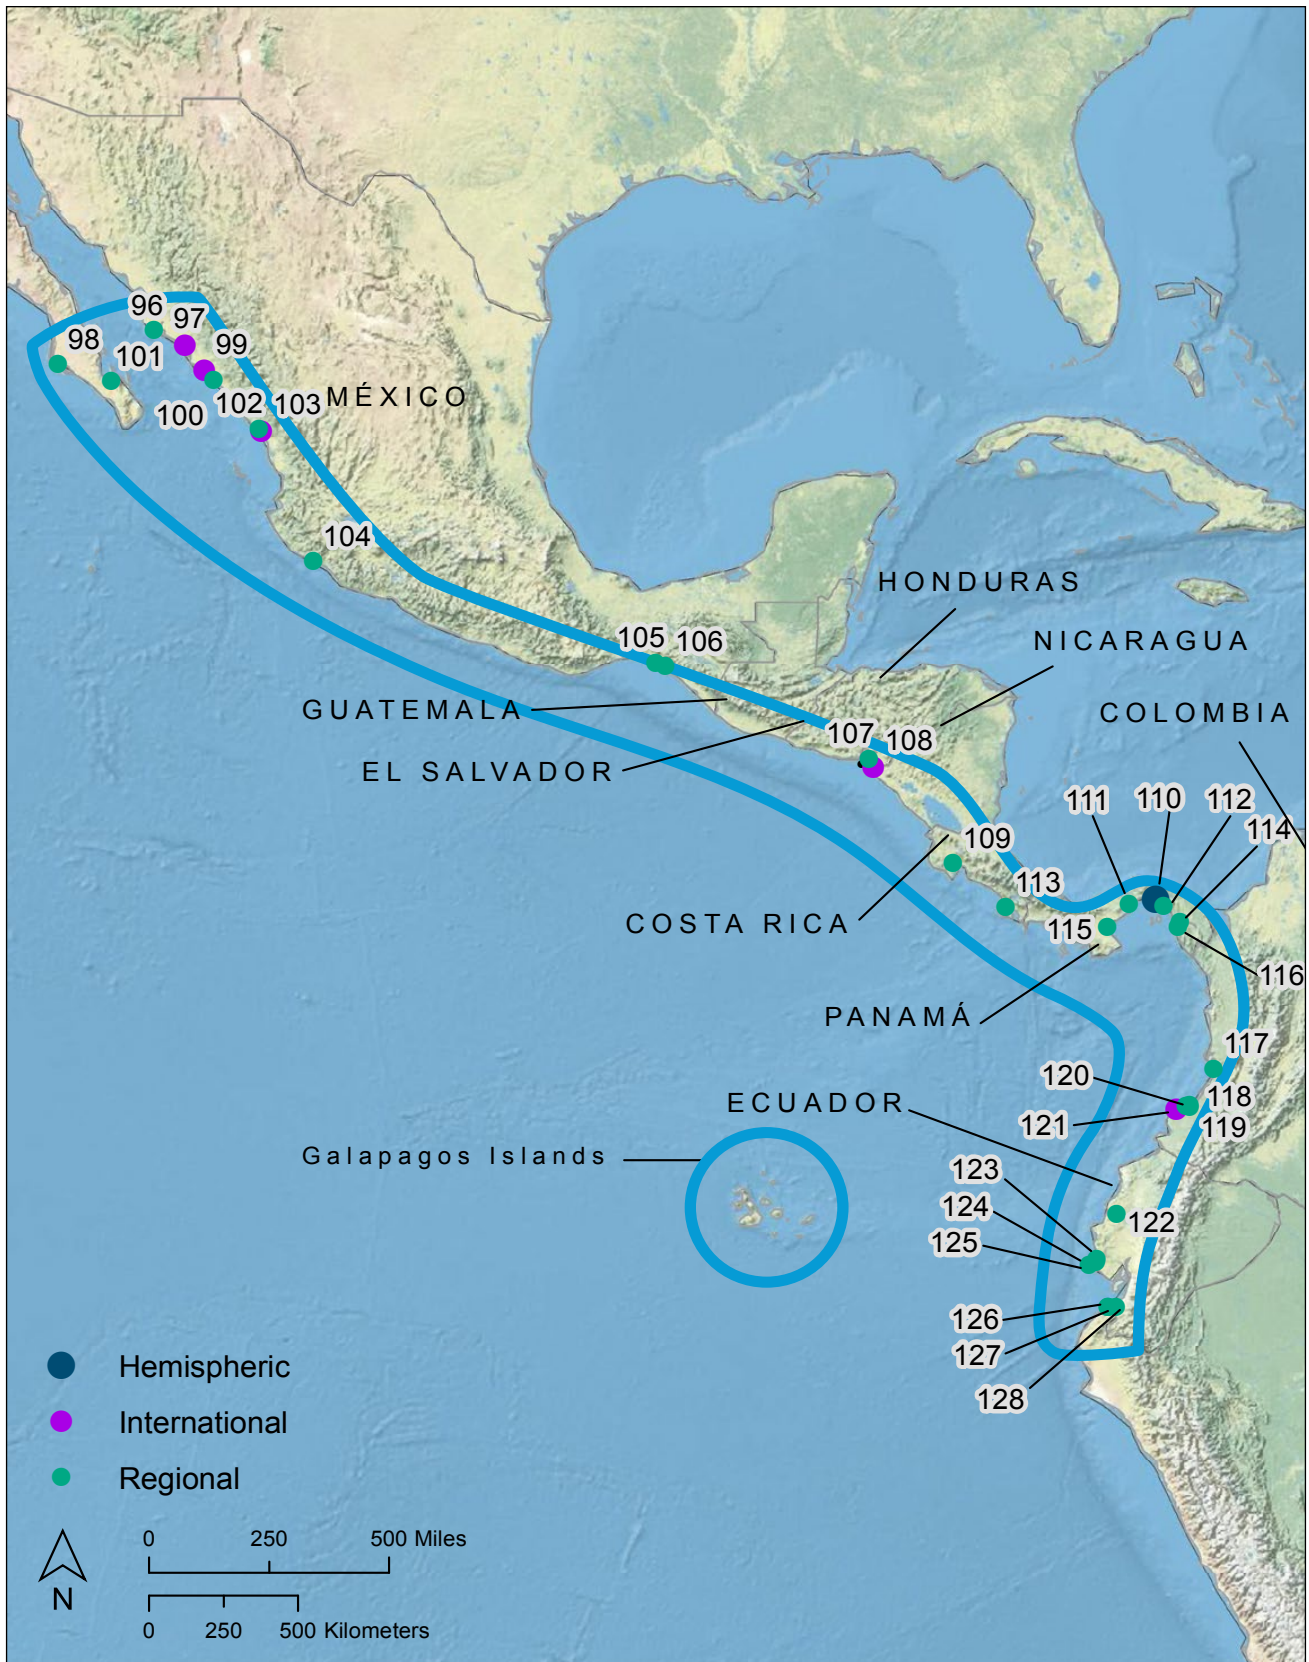 96
97
98
99
101
100
102
103
MÉXICO
104
HONDURAS
105
106
NICARAGUA
GUATEMALA
COLOMBIA
107
108
EL SALVADOR
111
110
112
114
109
113
COSTA RICA
115
116
PANAMÁ
117
120
118
ECUADOR
121
119
Galapagos Islands
123
124
122
125
126
127
128
Hemispheric
International
Regional
0 250 500 Miles
N
0 250 500 Kilometers